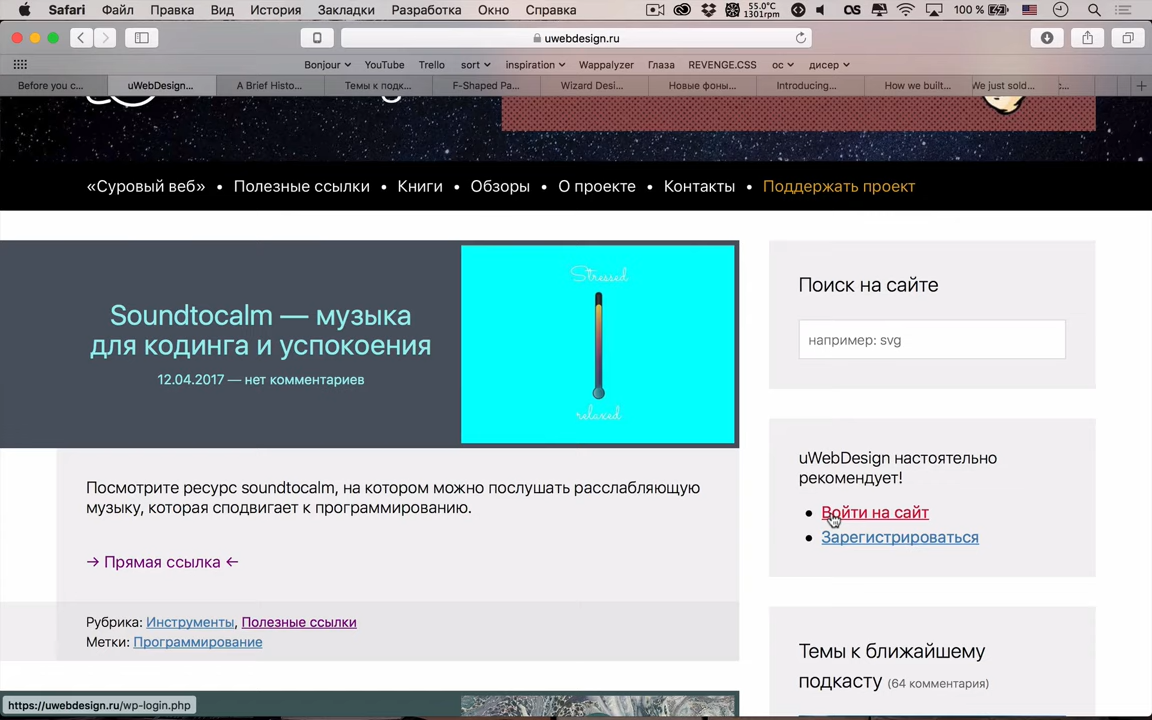 Safari Файл Правка Вид История Закладки Разработка Окно Справка 55.0°C 1301rpm 100 %
uwebdesign.ru
Bonjour YouTube Trello sort inspiration Wappalyzer Глаза REVENGE.CSS ос дисер
Before you c... uWebDesign... A Brief Histo... Темы к подк... F-Shaped Pa... Wizard Desi... Новые фоны... Introducing... How we built... We just sold...
«Суровый веб» • Полезные ссылки • Книги • Обзоры • О проекте • Контакты • Поддержать проект
Soundtocalm — музыка
для кодинга и успокоения
12.04.2017 — нет комментариев
Stressed
relaxed
Посмотрите ресурс soundtocalm, на котором можно послушать расслабляющую
музыку, которая сподвигает к программированию.
→ Прямая ссылка ←
Рубрика: Инструменты, Полезные ссылки
Метки: Программирование
Поиск на сайте
например: svg
uWebDesign настоятельно
рекомендует!
• Войти на сайт
• Зарегистрироваться
Темы к ближайшему
подкасту (64 комментария)
https://uwebdesign.ru/wp-login.php